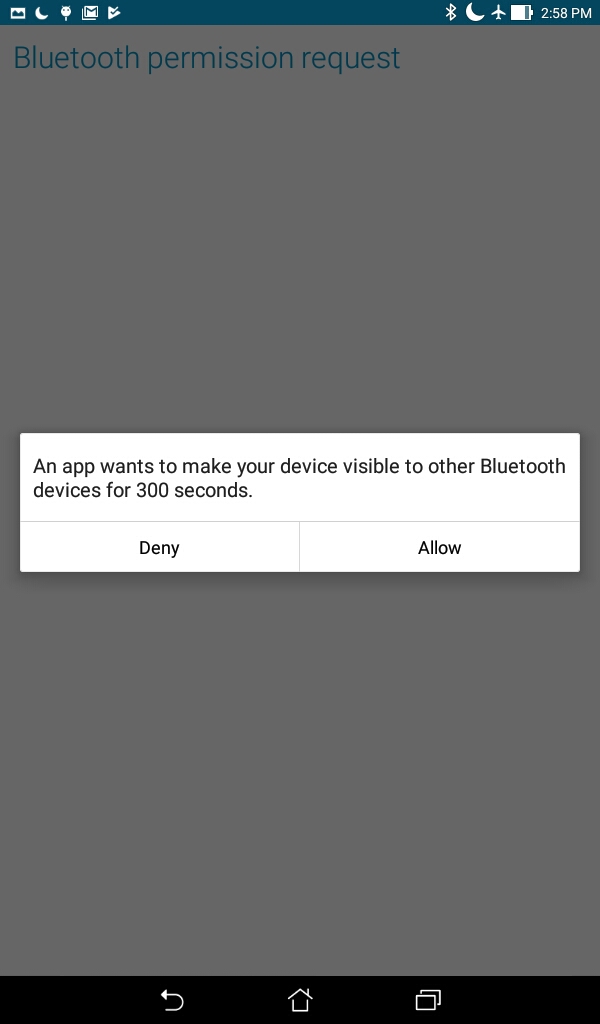 2:58 PM
Bluetooth permission request
An app wants to make your device visible to other Bluetooth
devices for 300 seconds.
Deny
Allow